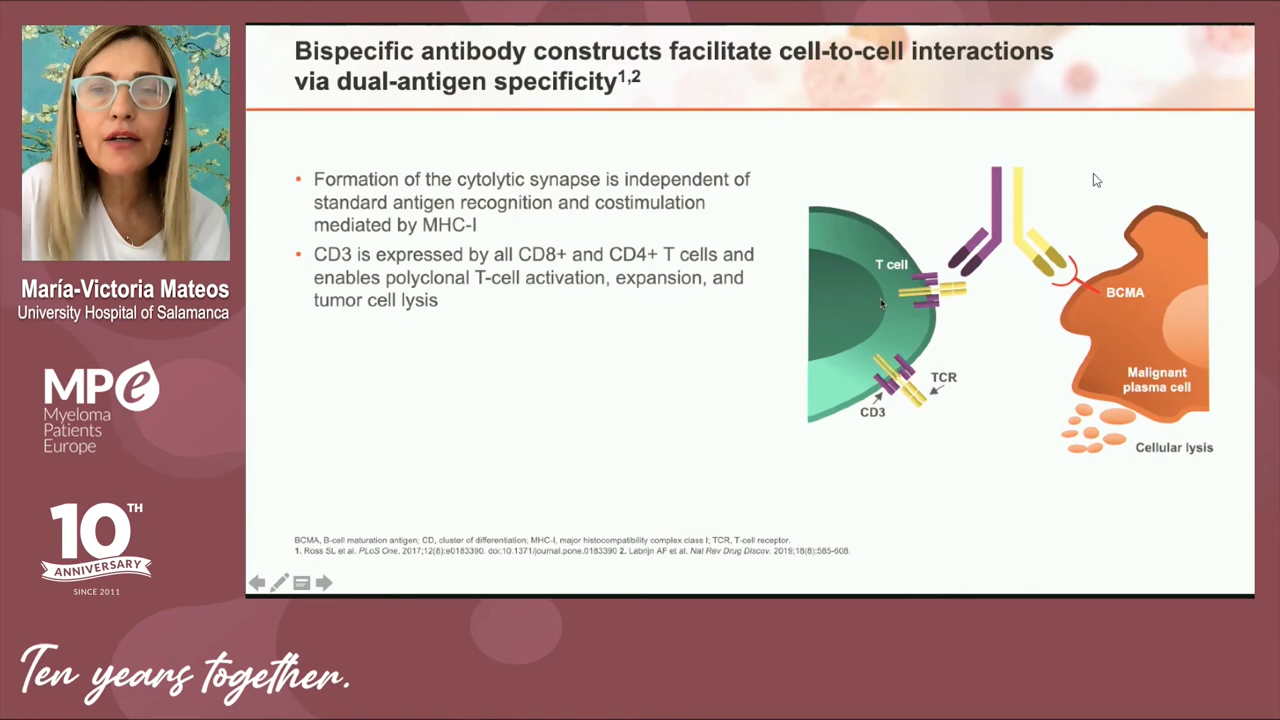 Bispecific antibody constructs facilitate cell-to-cell interactions
via dual-antigen specificity1,2
• Formation of the cytolytic synapse is independent of
standard antigen recognition and costimulation
mediated by MHC-I
• CD3 is expressed by all CD8+ and CD4+ T cells and
enables polyclonal T-cell activation, expansion, and
tumor cell lysis
T cell
BCMA
Malignant
plasma cell
TCR
CD3
Cellular lysis
BCMA, B-cell maturation antigen; CD, cluster of differentiation; MHC-I, major histocompatibility complex class I; TCR, T-cell receptor.
1. Ross SL et al. PLoS One. 2017;12(8):e0183390. doi:10.1371/journal.pone.0183390 2. Labrijn AF et al. Nat Rev Drug Discov. 2019;18(8):585-608.
María-Victoria Mateos
University Hospital of Salamanca
MPe
Myeloma
Patients
Europe
10TH
ANNIVERSARY
SINCE 2011
Ten years together.